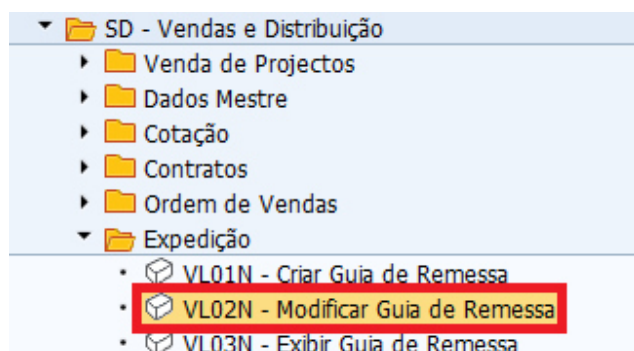 SD - Vendas e Distribuição
Venda de Projectos
Dados Mestre
Cotação
Contratos
Ordem de Vendas
Expedição
VL01N - Criar Guia de Remessa
VL02N - Modificar Guia de Remessa
VL03N - Exibir Guia de Remessa